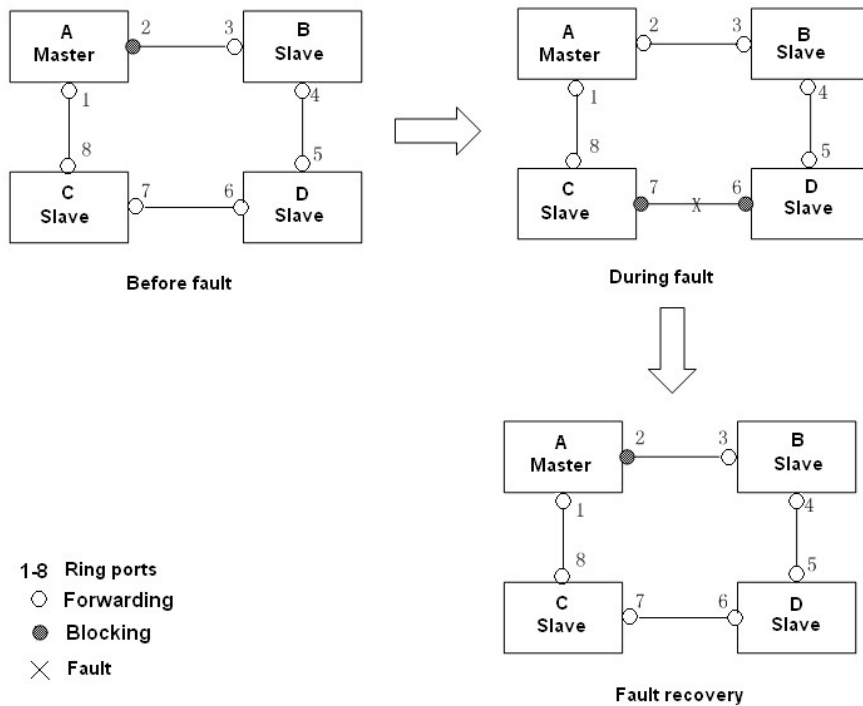 A
Master
2
3
B
Slave
1
4
8
5
C
Slave
7
6
D
Slave
Before fault
A
Master
2
3
B
Slave
1
4
8
5
C
Slave
7
X
6
D
Slave
During fault
A
Master
2
3
B
Slave
1
4
8
5
C
Slave
7
6
D
Slave
Fault recovery
1-8 Ring ports
Forwarding
Blocking
Fault